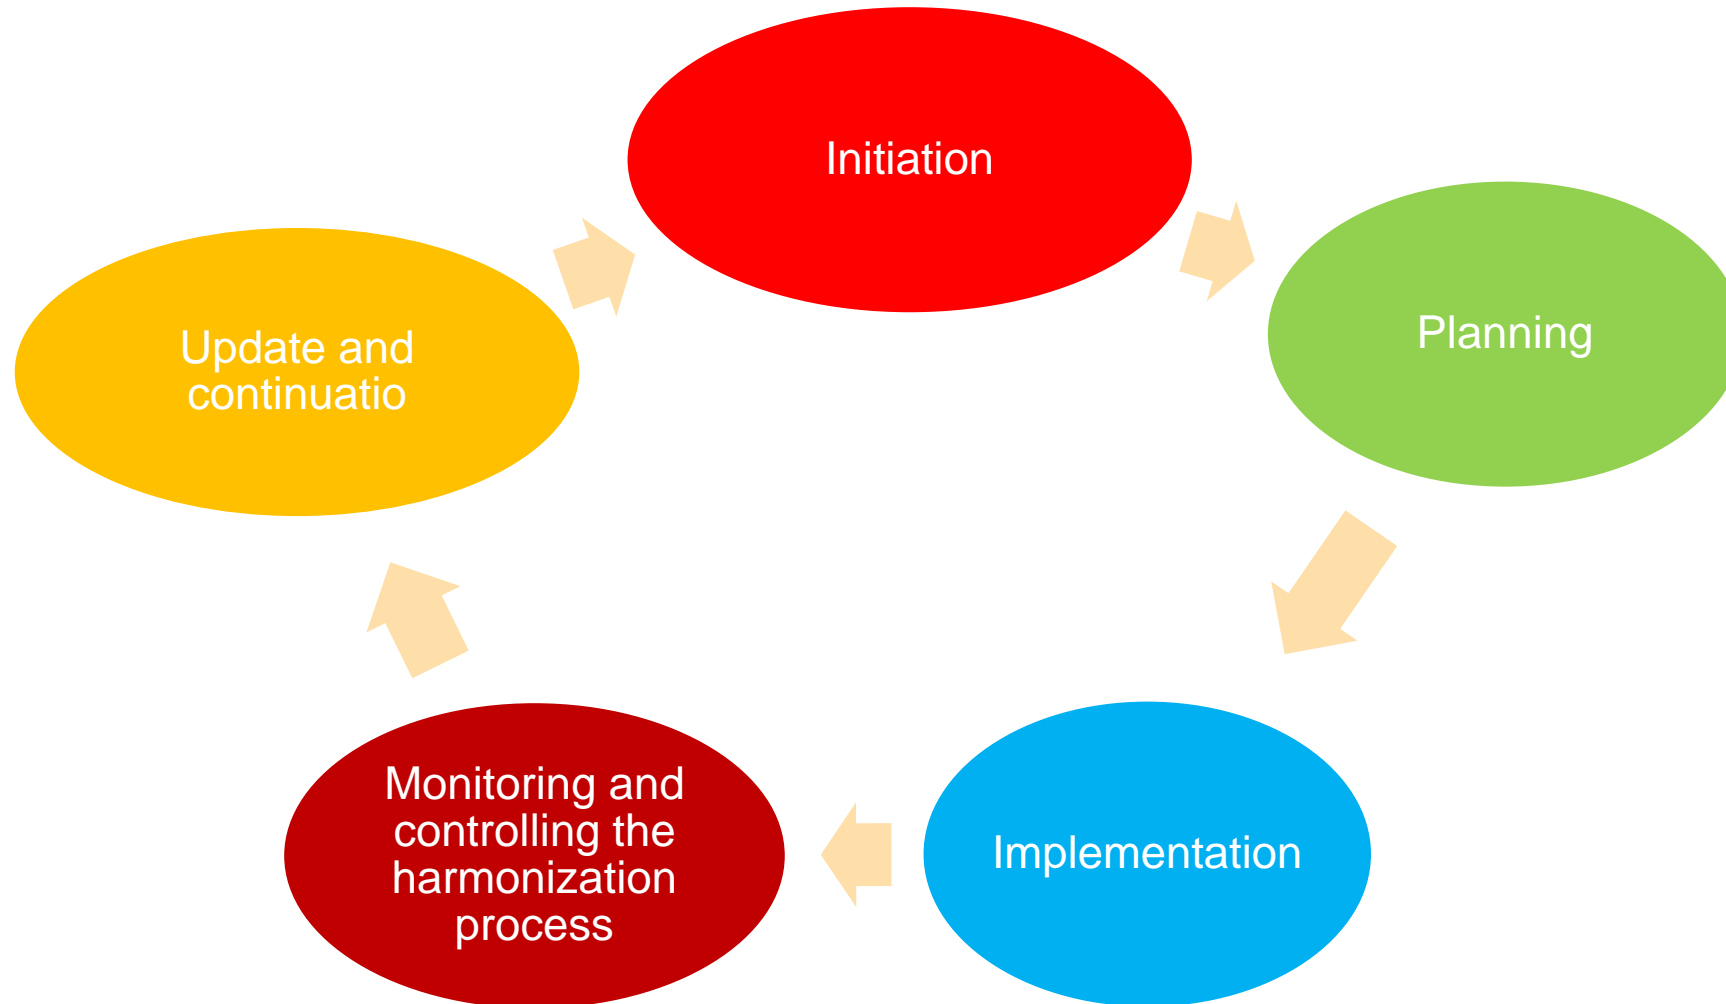 Initiation
Planning
Implementation
Monitoring and
controlling the
harmonization
process
Update and
continuatio